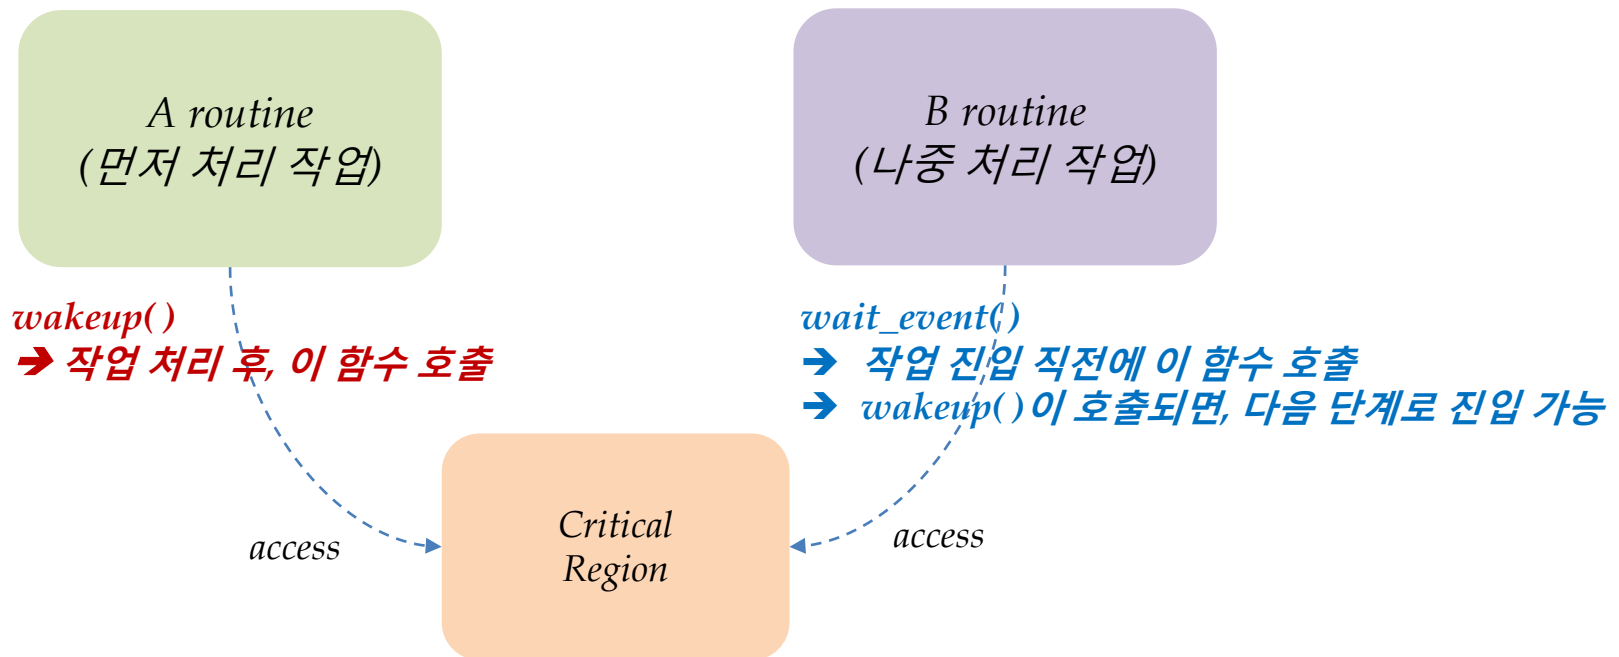 A routine
(먼저 처리 작업)
B routine
(나중 처리 작업)
wakeup( )
➔ 작업 처리 후, 이 함수 호출
wait_event( )
➔ 작업 진입 직전에 이 함수 호출
➔ wakeup( )이 호출되면, 다음 단계로 진입 가능
access
Critical
Region
access